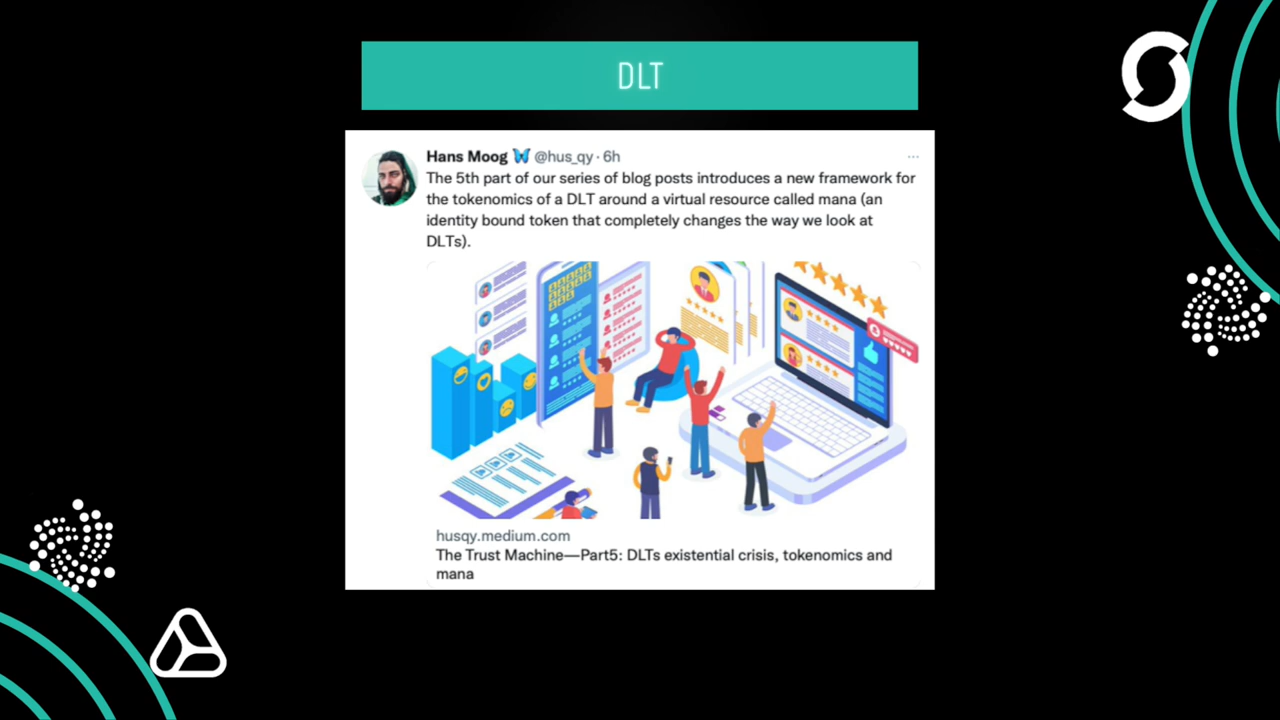 DLT
Hans Moog 🦋 @hus_qy · 6h
The 5th part of our series of blog posts introduces a new framework for
the tokenomics of a DLT around a virtual resource called mana (an
identity bound token that completely changes the way we look at
DLTs).
husqy.medium.com
The Trust Machine—Part5: DLTs existential crisis, tokenomics and
mana